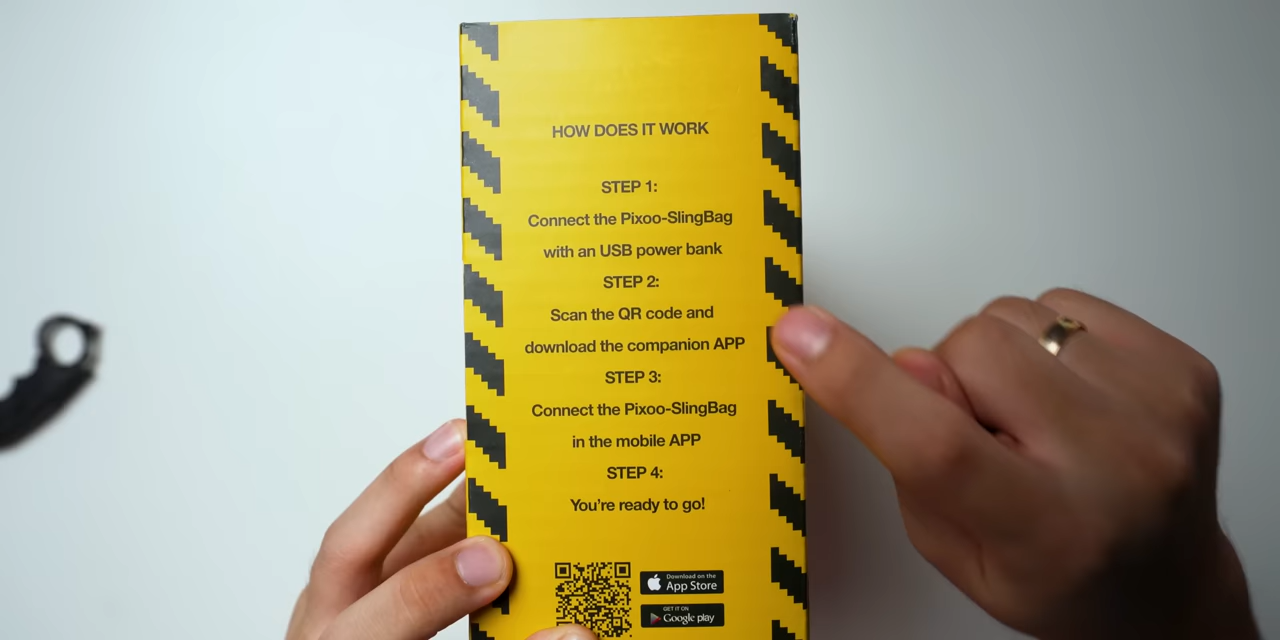 HOW DOES IT WORK
STEP 1:
Connect the Pixoo-SlingBag
with an USB power bank
STEP 2:
Scan the QR code and
download the companion APP
STEP 3:
Connect the Pixoo-SlingBag
in the mobile APP
STEP 4:
You're ready to go!
Download on the
App Store
GET IT ON
Google play